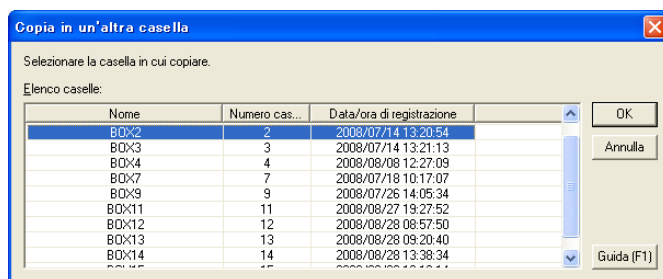 Copia in un'altra casella
Selezionare la casella in cui copiare.
Elenco caselle:
Nome Numero cas... Data/ora di registrazione OK
BOX2 2 2008/07/14 13:20:54
BOX3 3 2008/07/14 13:21:13 Annulla
BOX4 4 2008/08/08 12:27:09
BOX7 7 2008/07/18 10:17:07
BOX9 9 2008/07/26 14:05:34
BOX11 11 2008/08/27 19:27:52
BOX12 12 2008/08/28 08:57:50
BOX13 13 2008/08/28 09:20:40
BOX14 14 2008/08/28 13:38:34 Guida (F1)